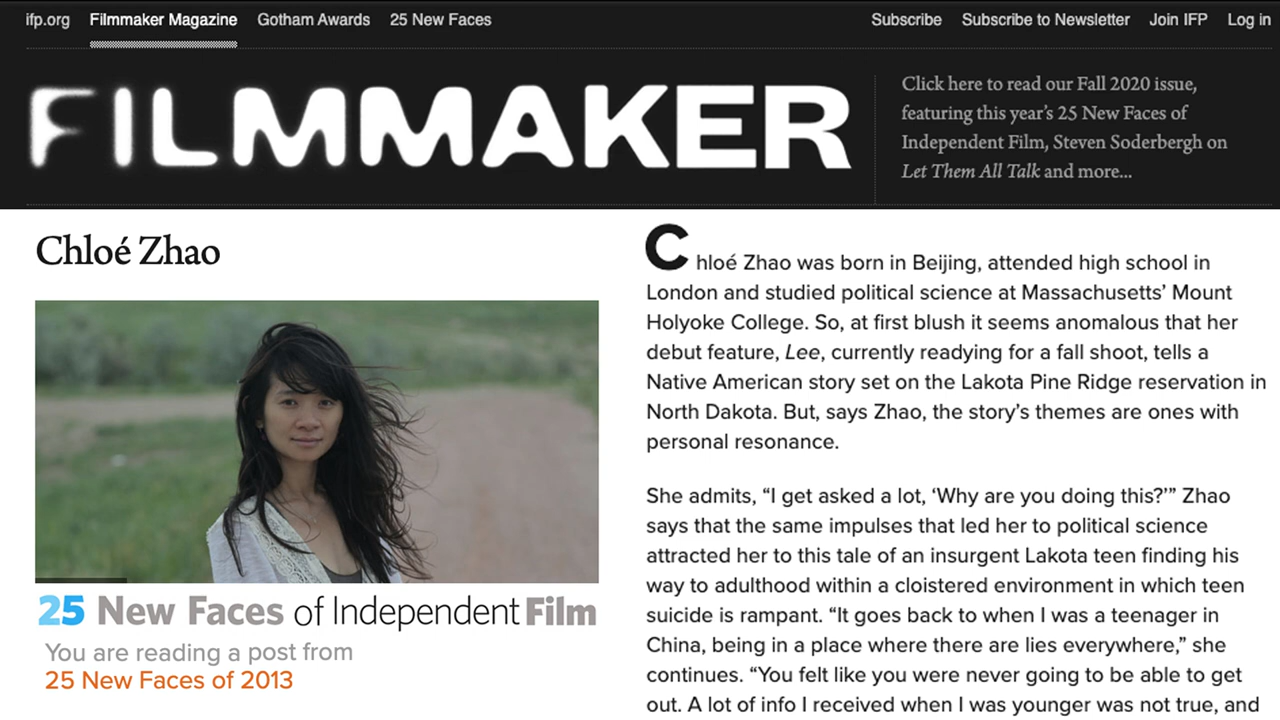 ifp.org Filmmaker Magazine Gotham Awards 25 New Faces Subscribe Subscribe to Newsletter Join IFP Log in
FILMMAKER
Click here to read our Fall 2020 issue,
featuring this year's 25 New Faces of
Independent Film, Steven Soderbergh on
Let Them All Talk and more...
Chloé Zhao
25 New Faces of Independent Film
You are reading a post from
25 New Faces of 2013
Chloé Zhao was born in Beijing, attended high school in
London and studied political science at Massachusetts’ Mount
Holyoke College. So, at first blush it seems anomalous that her
debut feature, Lee, currently readying for a fall shoot, tells a
Native American story set on the Lakota Pine Ridge reservation in
North Dakota. But, says Zhao, the story’s themes are ones with
personal resonance.
She admits, “I get asked a lot, ‘Why are you doing this?’” Zhao
says that the same impulses that led her to political science
attracted her to this tale of an insurgent Lakota teen finding his
way to adulthood within a cloistered environment in which teen
suicide is rampant. “It goes back to when I was a teenager in
China, being in a place where there are lies everywhere,” she
continues. “You felt like you were never going to be able to get
out. A lot of info I received when I was younger was not true, and